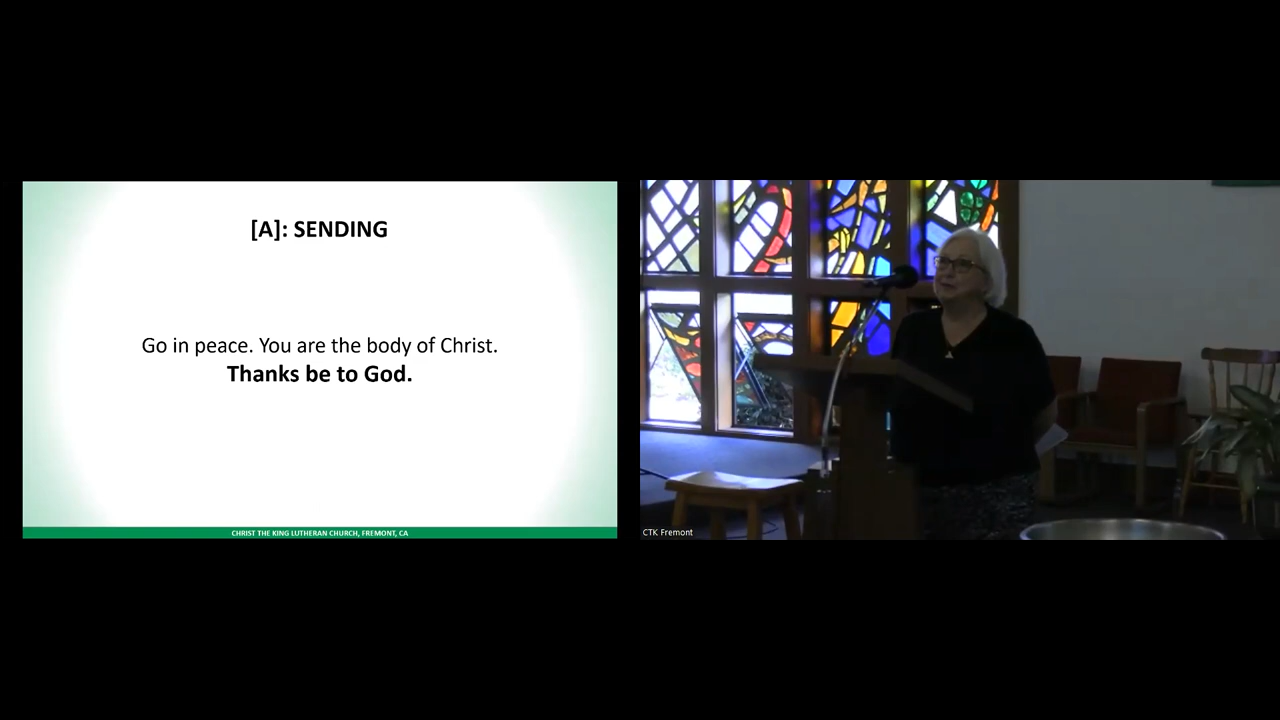 [A]: SENDING
Go in peace. You are the body of Christ.
Thanks be to God.
CHRIST THE KING LUTHERAN CHURCH, FREMONT, CA
CTK Fremont